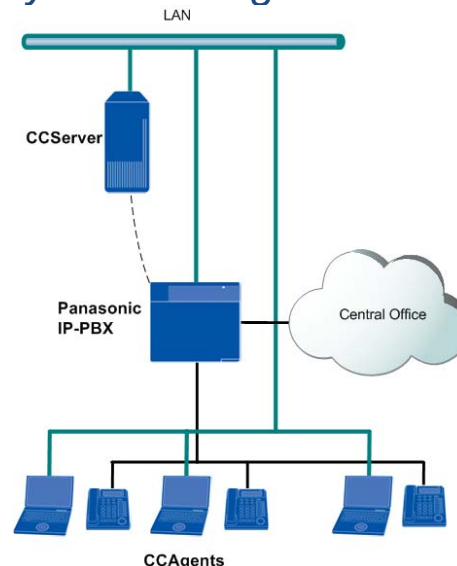 LAN
CCServer
Panasonic
IP-PBX
Central Office
CCAgents